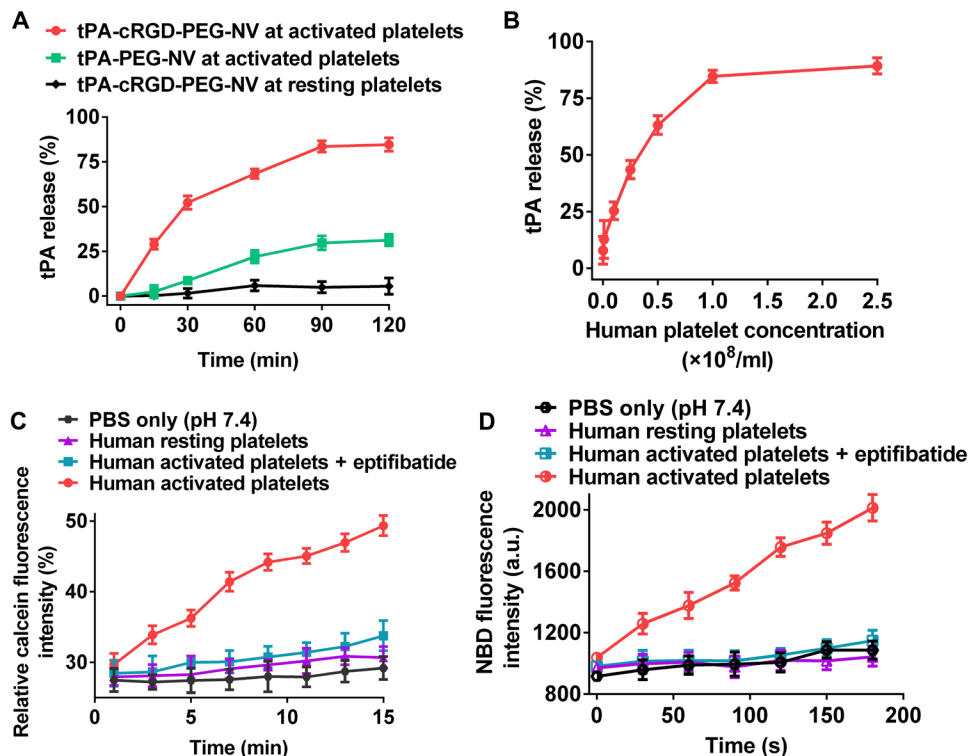 A
tPA-cRGD-PEG-NV at activated platelets
tPA-PEG-NV at activated platelets
tPA-cRGD-PEG-NV at resting platelets
tPA release (%)
100
75
50
25
0
0 30 60 90 120
Time (min)
B
tPA release (%)
100
75
50
25
0
0.0 0.5 1.0 1.5 2.0 2.5
Human platelet concentration
(×10⁸/ml)
C
PBS only (pH 7.4)
Human resting platelets
Human activated platelets + eptifibatide
Human activated platelets
Relative calcein fluorescence
intensity (%)
50
40
30
0 5 10 15
Time (min)
D
PBS only (pH 7.4)
Human resting platelets
Human activated platelets + eptifibatide
Human activated platelets
NBD fluorescence
intensity (a.u.)
2000
1600
1200
800
0 50 100 150 200
Time (s)